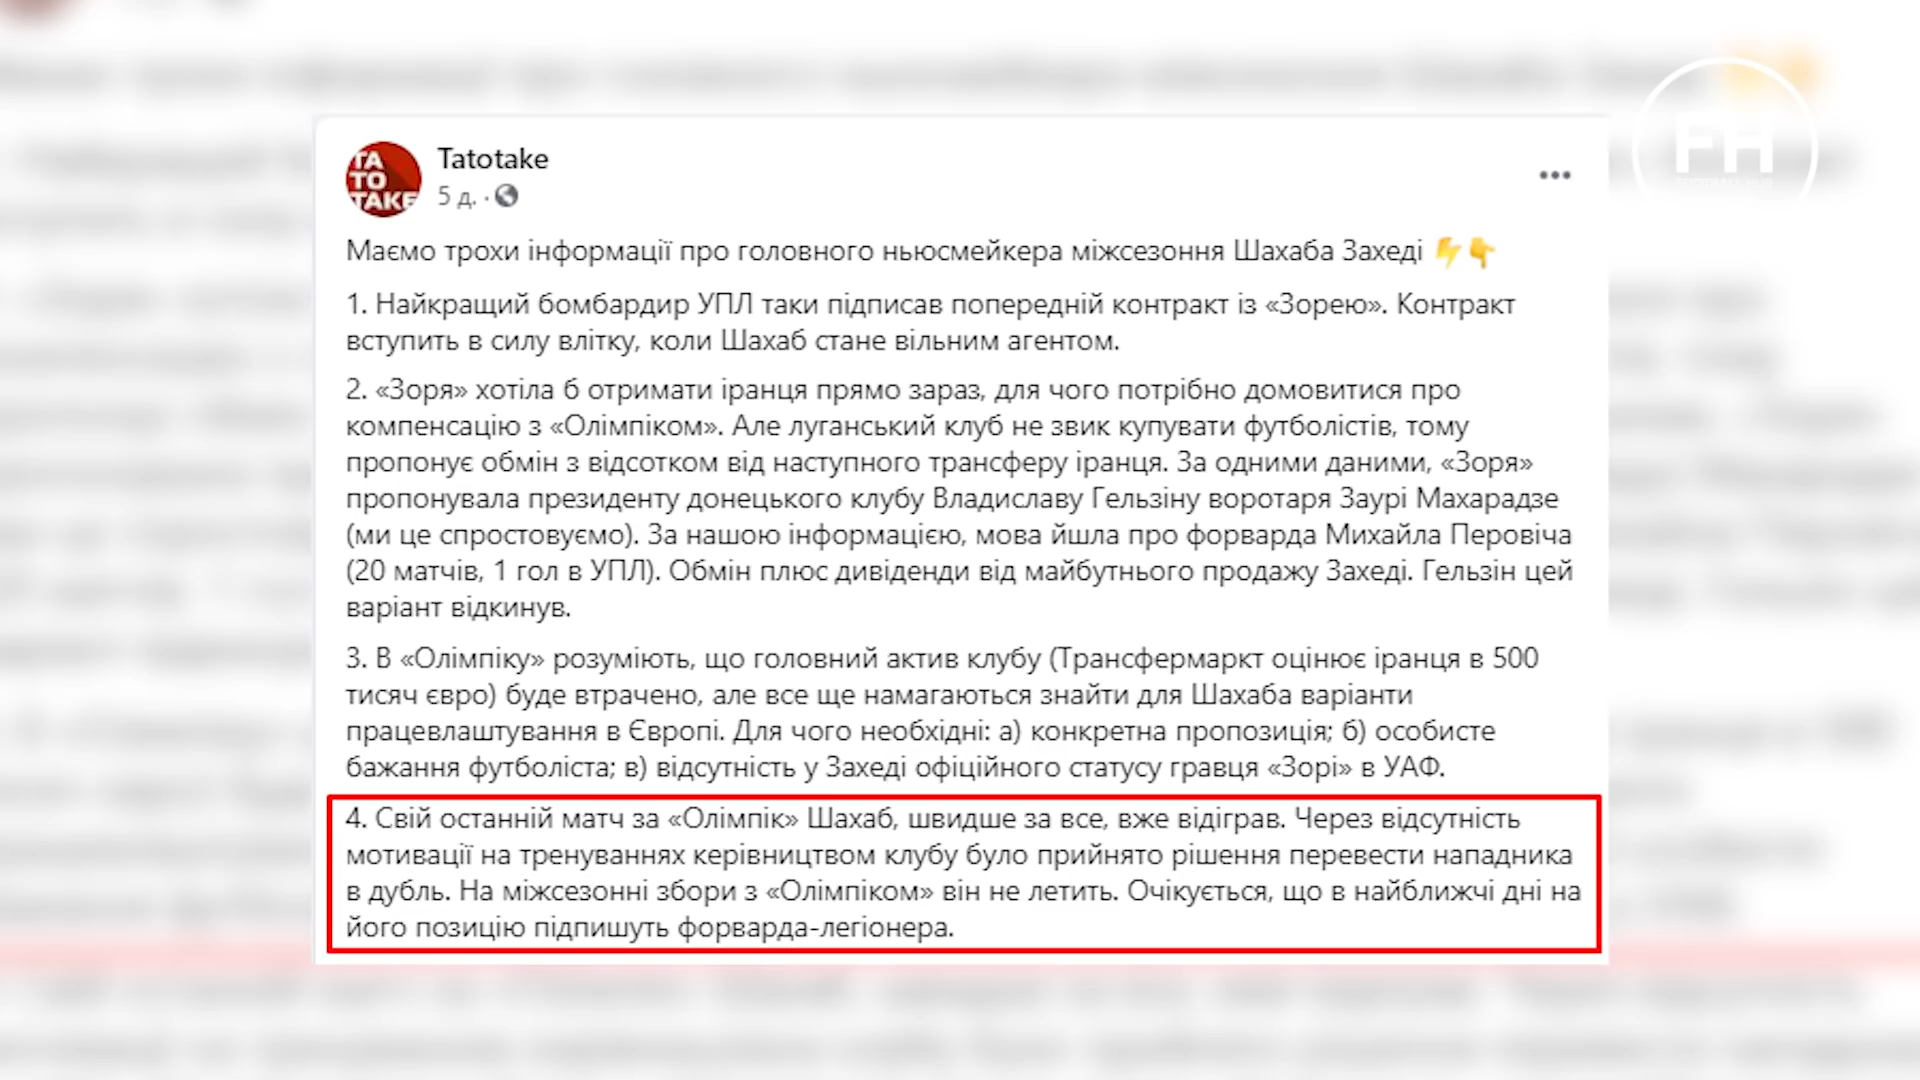 TA
TO
TAKE
Tatotake
5 д. ·
FH
FOOTBALL HUB
Маємо трохи інформації про головного ньюсмейкера міжсезоння Шахаба Захеді ⚡👇
1. Найкращий бомбардир УПЛ таки підписав попередній контракт із «Зорею». Контракт
вступить в силу влітку, коли Шахаб стане вільним агентом.
2. «Зоря» хотіла б отримати іранця прямо зараз, для чого потрібно домовитися про
компенсацію з «Олімпіком». Але луганський клуб не звик купувати футболістів, тому
пропонує обмін з відсотком від наступного трансферу іранця. За одними даними, «Зоря»
пропонувала президенту донецького клубу Владиславу Гельзіну воротаря Заурі Махарадзе
(ми це спростовуємо). За нашою інформацією, мова йшла про форварда Михайла Перовіча
(20 матчів, 1 гол в УПЛ). Обмін плюс дивіденди від майбутнього продажу Захеді. Гельзін цей
варіант відкинув.
3. В «Олімпіку» розуміють, що головний актив клубу (Трансфермаркт оцінює іранця в 500
тисяч євро) буде втрачено, але все ще намагаються знайти для Шахаба варіанти
працевлаштування в Європі. Для чого необхідні: а) конкретна пропозиція; б) особисте
бажання футболіста; в) відсутність у Захеді офіційного статусу гравця «Зорі» в УАФ.
4. Свій останній матч за «Олімпік» Шахаб, швидше за все, вже відіграв. Через відсутність
мотивації на тренуваннях керівництвом клубу було прийнято рішення перевести нападника
в дубль. На міжсезонні збори з «Олімпіком» він не летить. Очікується, що в найближчі дні на
його позицію підпишуть форварда-легіонера.